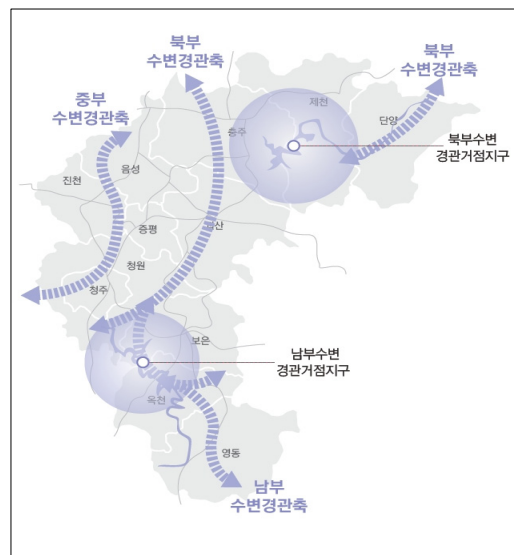 북부
수변경관축
북부
수변경관축
중부
수변경관축
제천
단양
충주
북부수변
경관거점지구
음성
진천
증평
산
청원
청주
보은
남부수변
경관거점지구
옥천
영동
남부
수변경관축